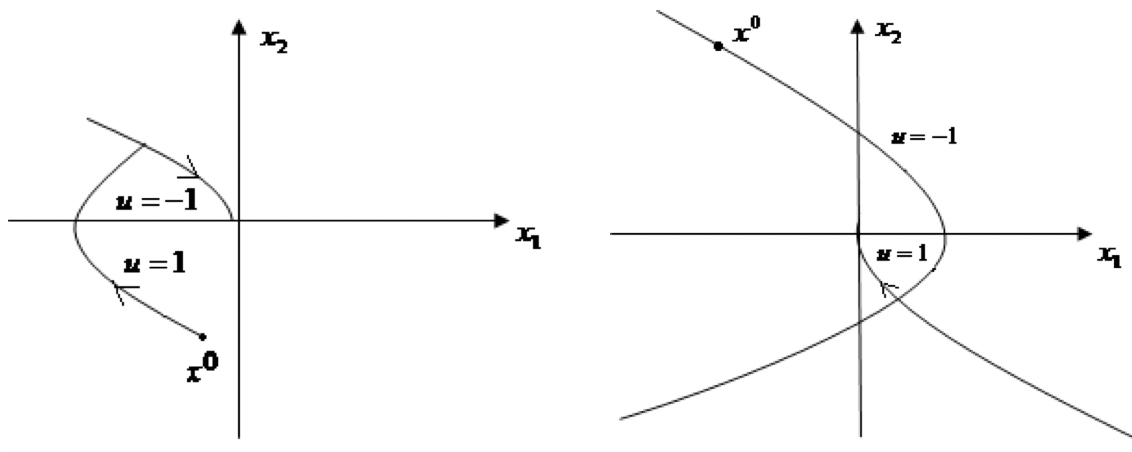 x₂
u = −1
x₁
u = 1
x⁰
x⁰
x₂
u = −1
u = 1
x₁